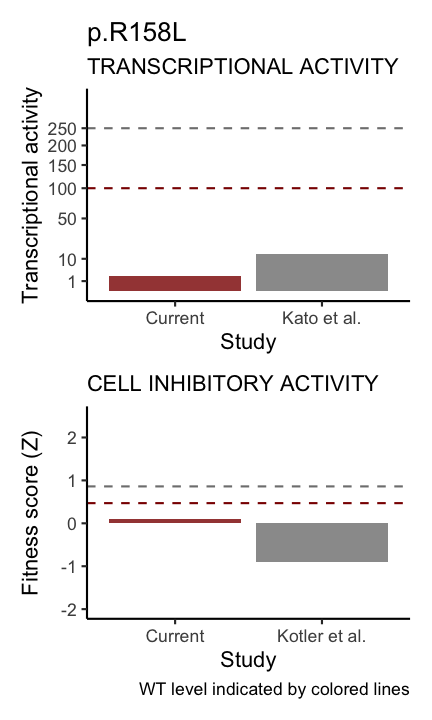 p.R158L
TRANSCRIPTIONAL ACTIVITY
Transcriptional activity
250
200
150
100
50
10
1
Current
Kato et al.
Study
CELL INHIBITORY ACTIVITY
Fitness score (Z)
2
1
0
-1
-2
Current
Kotler et al.
Study
WT level indicated by colored lines